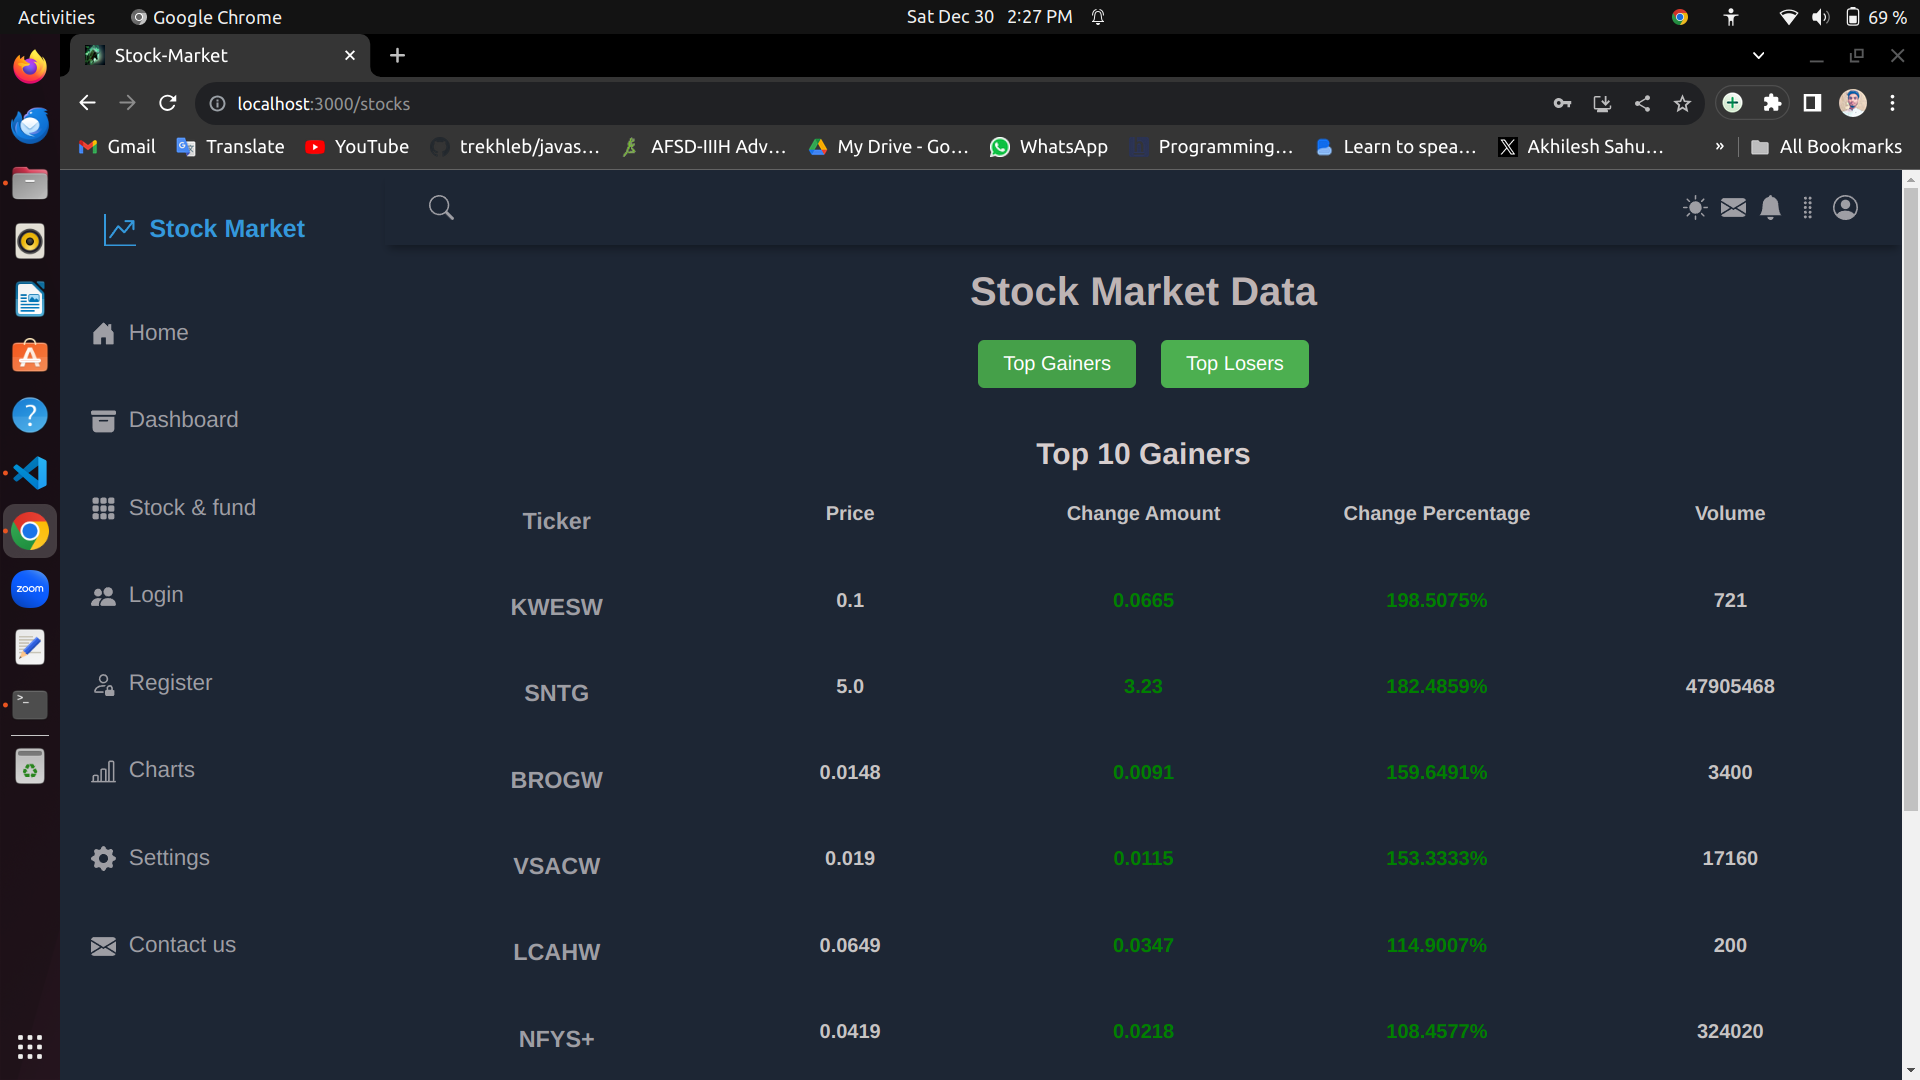 Activities Google Chrome Sat Dec 30 2:27 PM 69 %
Stock-Market
localhost:3000/stocks
Gmail Translate YouTube trekhleb/javas... AFSD-IIIH Adv... My Drive - Go... WhatsApp Programming... Learn to spea... Akhilesh Sahu... » All Bookmarks
Stock Market
Home
Dashboard
Stock & fund
Login
Register
Charts
Settings
Contact us
zoom
Stock Market Data
Top Gainers Top Losers
Top 10 Gainers
Ticker Price Change Amount Change Percentage Volume
KWESW 0.1 0.0665 198.5075% 721
SNTG 5.0 3.23 182.4859% 47905468
BROGW 0.0148 0.0091 159.6491% 3400
VSACW 0.019 0.0115 153.3333% 17160
LCAHW 0.0649 0.0347 114.9007% 200
NFYS+ 0.0419 0.0218 108.4577% 324020